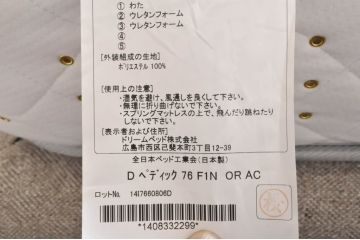 ① わた
② ウレタンフォーム
③ ウレタンフォーム
④
⑤
[外装組成の生地]
ポリエステル 100%
[使用上の注意]
・湿気を避け、風通しを良くして下さい。
・無理に折り曲げないで下さい。
・スプリングマットレスの上で、飛んだり跳ねたり
しないで下さい。
[表示者および住所]
ドリームベッド株式会社
広島市西区己斐本町3丁目12-39
全日本ベッド工業会(日本製)
D ペディック 76 F1N OR AC
ロットNo. 14I7660806D
*1408332299*